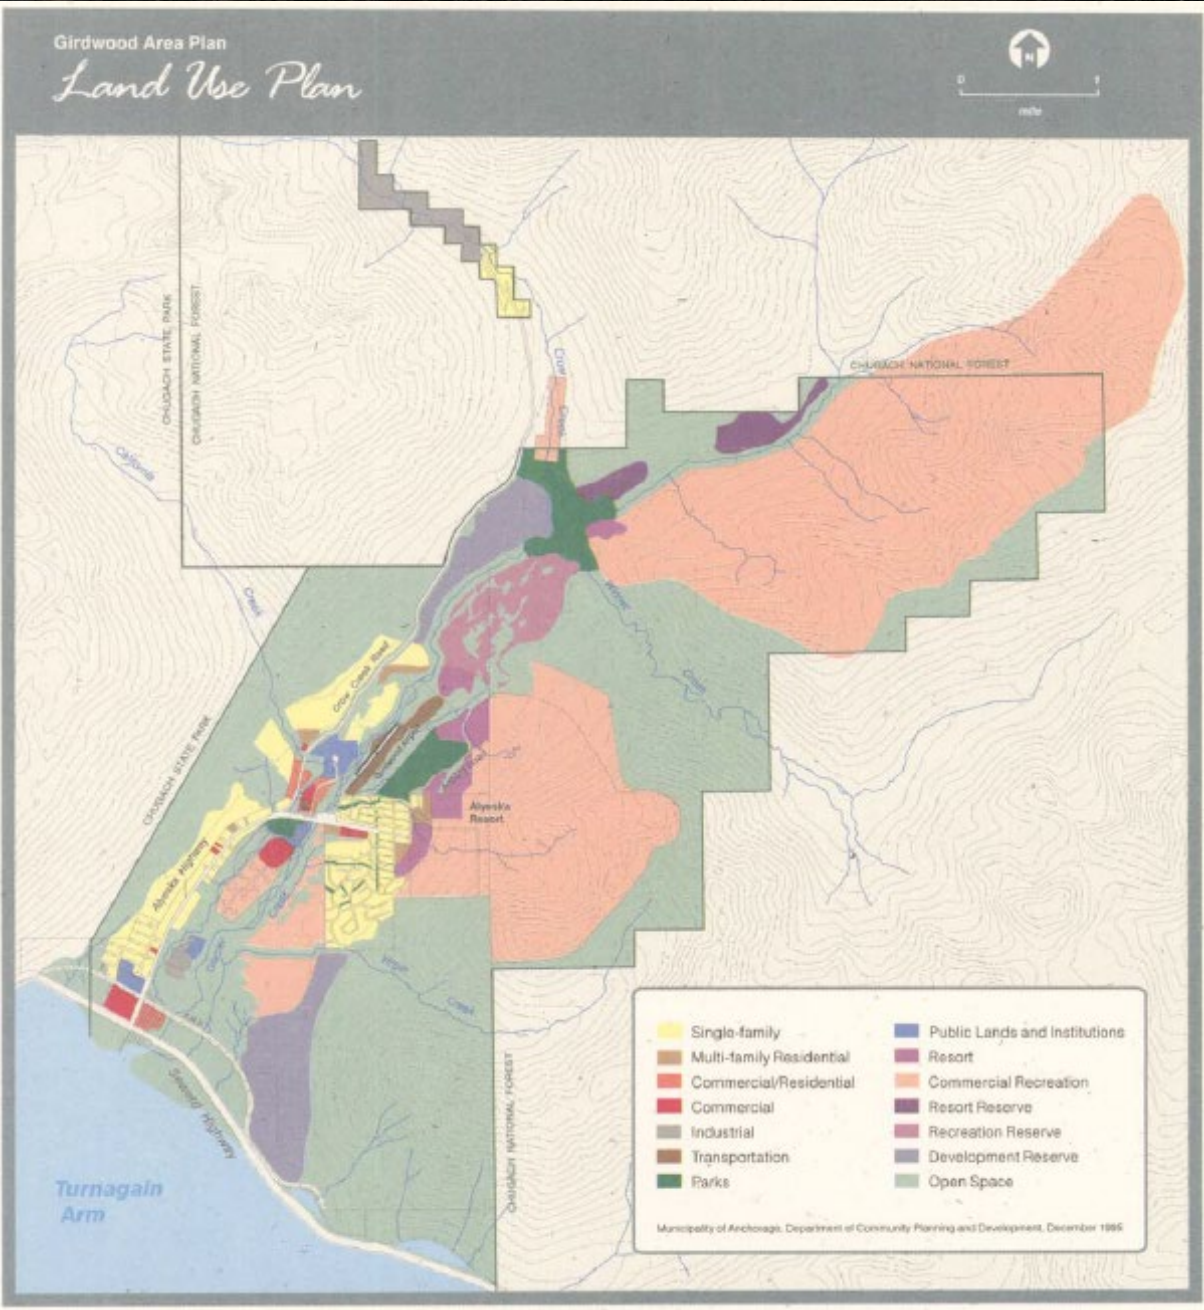 Girdwood Area Plan
Land Use Plan
N
0 1
mile
CHUGACH STATE PARK
CHUGACH NATIONAL FOREST
Crow
Creek
CHUGACH NATIONAL FOREST
California
Creek
Winner
Creek
Crow Creek Road
CHUGACH STATE PARK
Alyeska
Resort
Alyeska Highway
Creek
Glacier
Virgin
Creek
Seward Highway
CHUGACH NATIONAL FOREST
Turnagain
Arm
Single-family
Multi-family Residential
Commercial/Residential
Commercial
Industrial
Transportation
Parks
Public Lands and Institutions
Resort
Commercial Recreation
Resort Reserve
Recreation Reserve
Development Reserve
Open Space
Municipality of Anchorage, Department of Community Planning and Development, December 1995